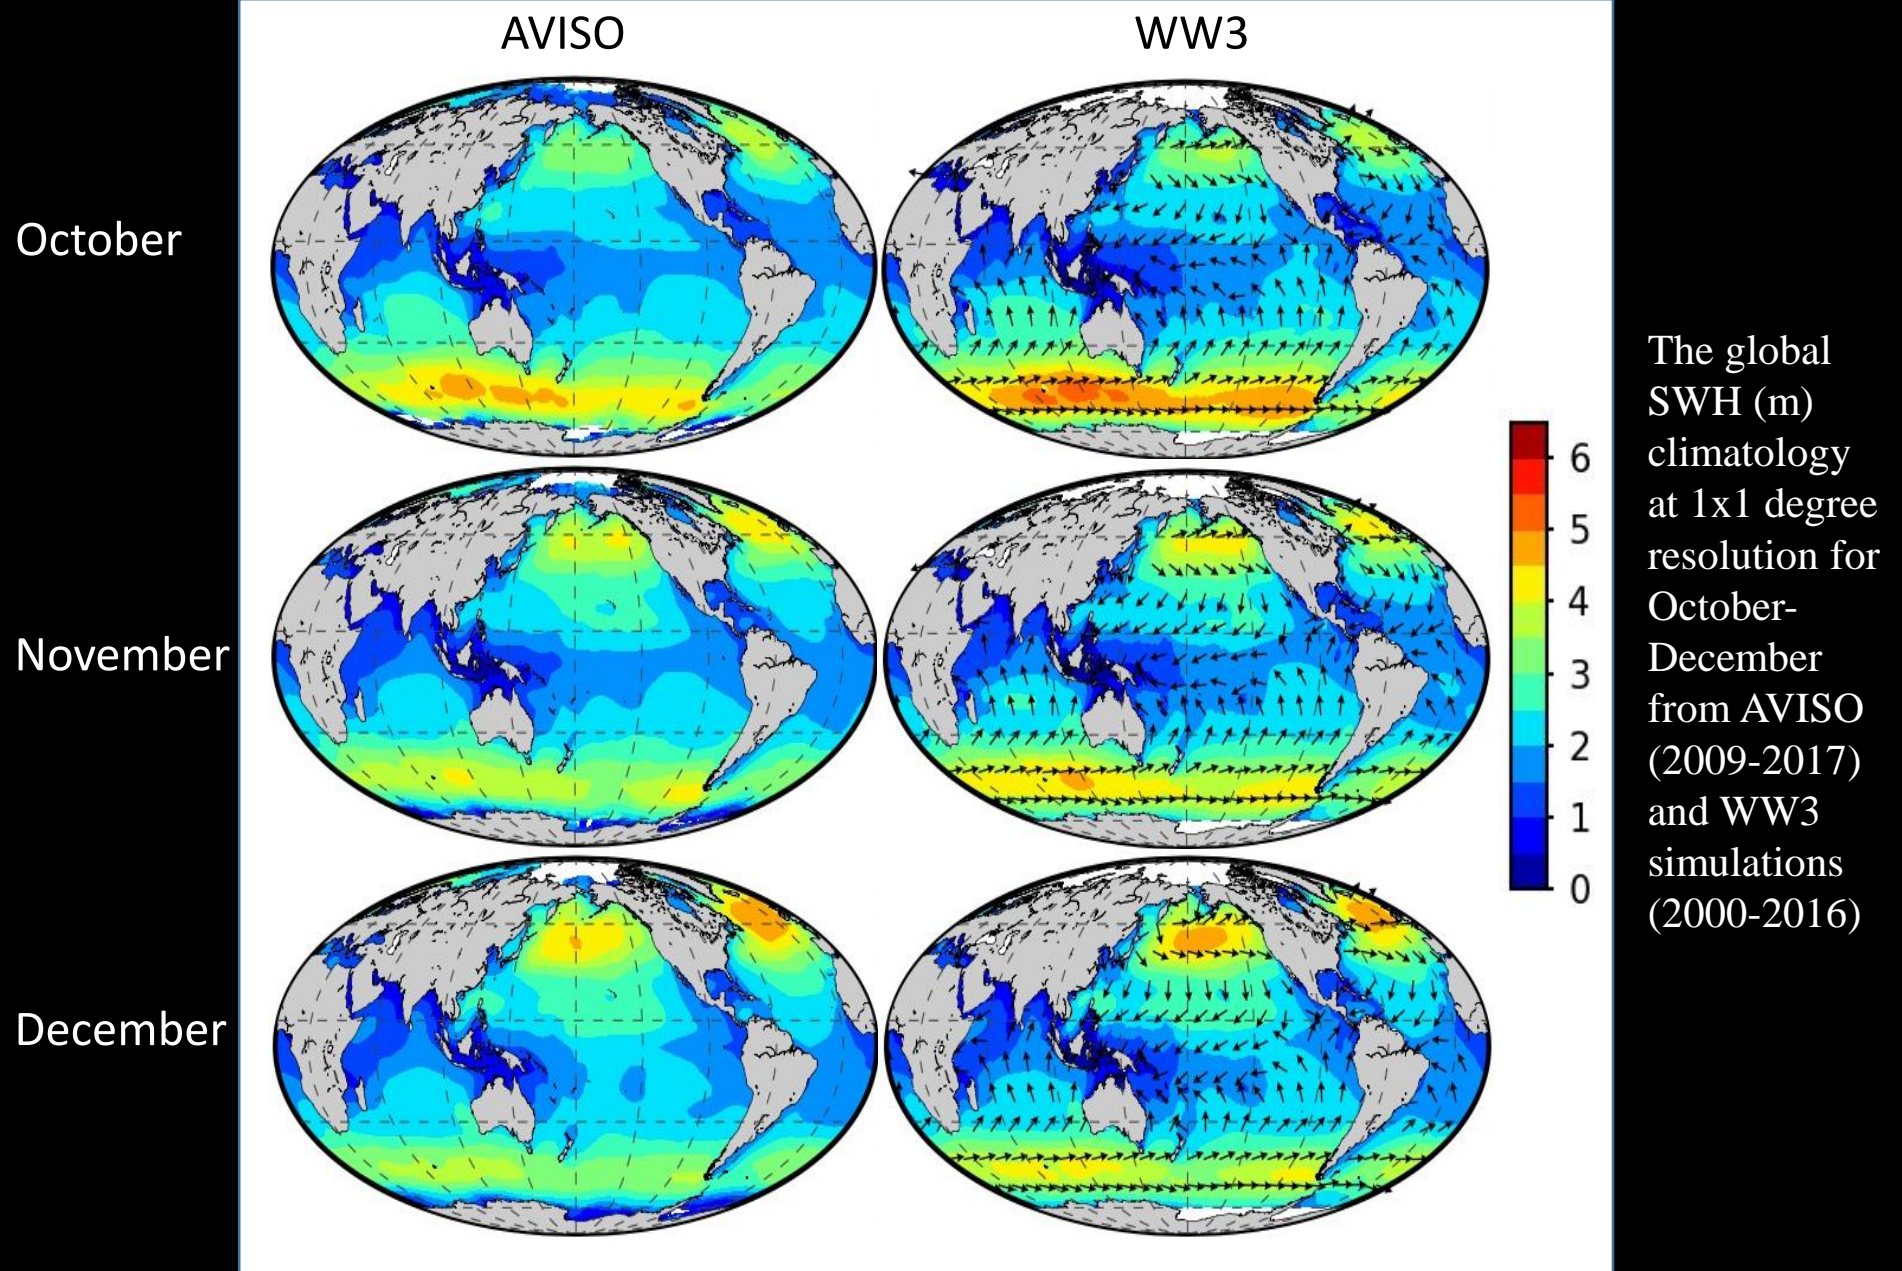 AVISO
WW3
October
November
December
6
5
4
3
2
1
0
The global
SWH (m)
climatology
at 1x1 degree
resolution for
October-
December
from AVISO
(2009-2017)
and WW3
simulations
(2000-2016)